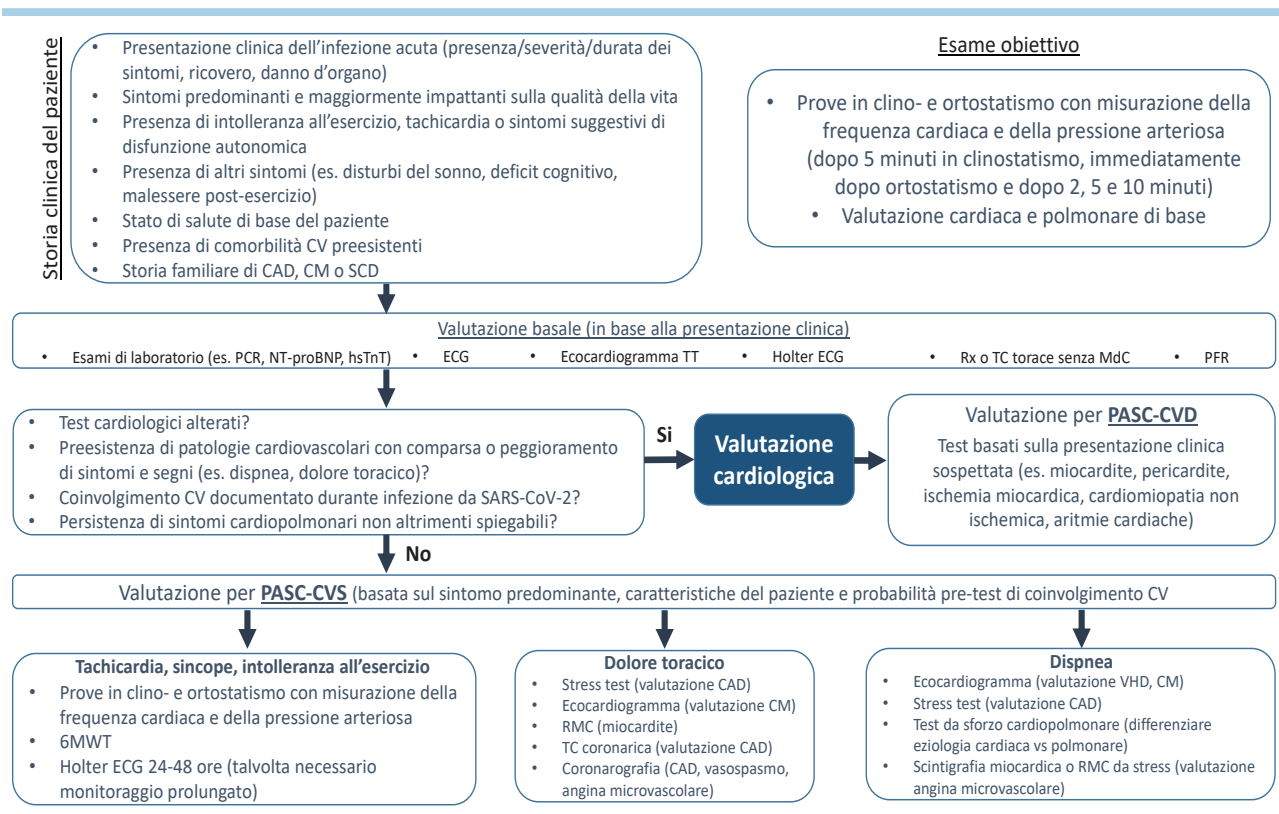 Storia clinica del paziente
• Presentazione clinica dell'infezione acuta (presenza/severità/durata dei
sintomi, ricovero, danno d'organo)
• Sintomi predominanti e maggiormente impattanti sulla qualità della vita
• Presenza di intolleranza all'esercizio, tachicardia o sintomi suggestivi di
disfunzione autonomica
• Presenza di altri sintomi (es. disturbi del sonno, deficit cognitivo,
malessere post-esercizio)
• Stato di salute di base del paziente
• Presenza di comorbilità CV preesistenti
• Storia familiare di CAD, CM o SCD
Esame obiettivo
• Prove in clino- e ortostatismo con misurazione della
frequenza cardiaca e della pressione arteriosa
(dopo 5 minuti in clinostatismo, immediatamente
dopo ortostatismo e dopo 2, 5 e 10 minuti)
• Valutazione cardiaca e polmonare di base
Valutazione basale (in base alla presentazione clinica)
• Esami di laboratorio (es. PCR, NT-proBNP, hsTnT) • ECG • Ecocardiogramma TT • Holter ECG • Rx o TC torace senza MdC • PFR
• Test cardiologici alterati?
• Preesistenza di patologie cardiovascolari con comparsa o peggioramento
di sintomi e segni (es. dispnea, dolore toracico)?
• Coinvolgimento CV documentato durante infezione da SARS-CoV-2?
• Persistenza di sintomi cardiopolmonari non altrimenti spiegabili?
Si
Valutazione
cardiologica
Valutazione per PASC-CVD
Test basati sulla presentazione clinica
sospettata (es. miocardite, pericardite,
ischemia miocardica, cardiomiopatia non
ischemica, aritmie cardiache)
No
Valutazione per PASC-CVS (basata sul sintomo predominante, caratteristiche del paziente e probabilità pre-test di coinvolgimento CV
Tachicardia, sincope, intolleranza all'esercizio
• Prove in clino- e ortostatismo con misurazione della
frequenza cardiaca e della pressione arteriosa
• 6MWT
• Holter ECG 24-48 ore (talvolta necessario
monitoraggio prolungato)
Dolore toracico
• Stress test (valutazione CAD)
• Ecocardiogramma (valutazione CM)
• RMC (miocardite)
• TC coronarica (valutazione CAD)
• Coronarografia (CAD, vasospasmo,
angina microvascolare)
Dispnea
• Ecocardiogramma (valutazione VHD, CM)
• Stress test (valutazione CAD)
• Test da sforzo cardiopolmonare (differenziare
eziologia cardiaca vs polmonare)
• Scintigrafia miocardica o RMC da stress (valutazione
angina microvascolare)